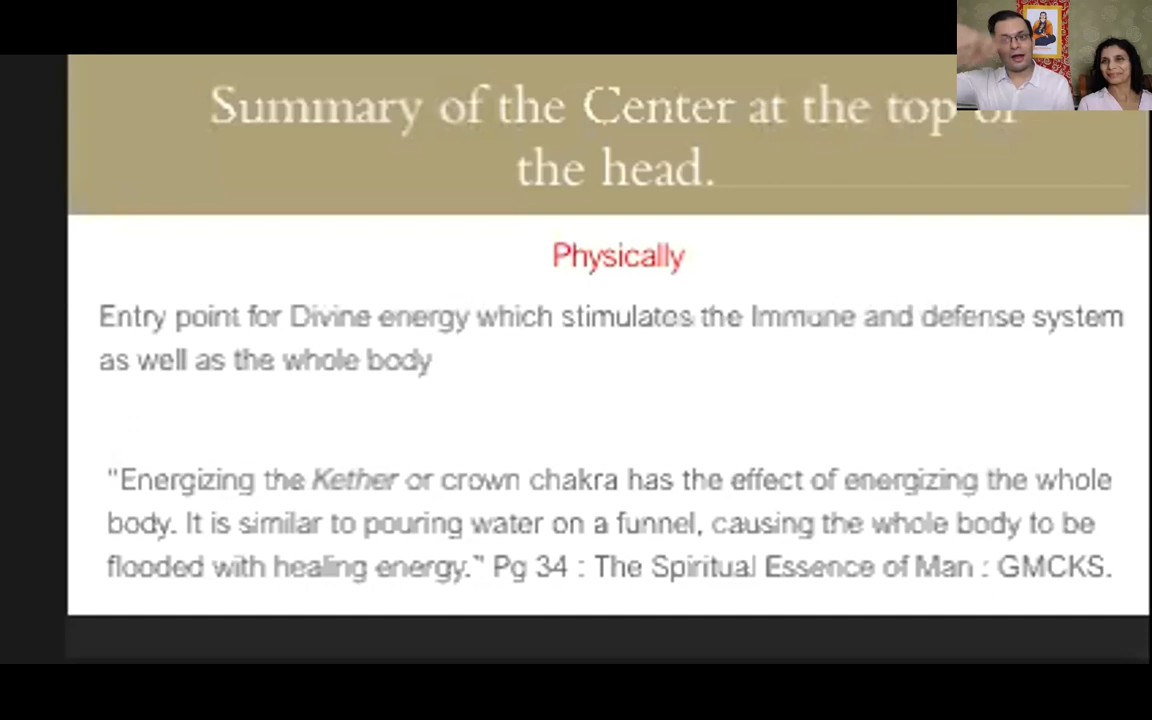 Summary of the Center at the top of
the head.
Physically
Entry point for Divine energy which stimulates the Immune and defense system
as well as the whole body
"Energizing the Kether or crown chakra has the effect of energizing the whole
body. It is similar to pouring water on a funnel, causing the whole body to be
flooded with healing energy." Pg 34 : The Spiritual Essence of Man : GMCKS.